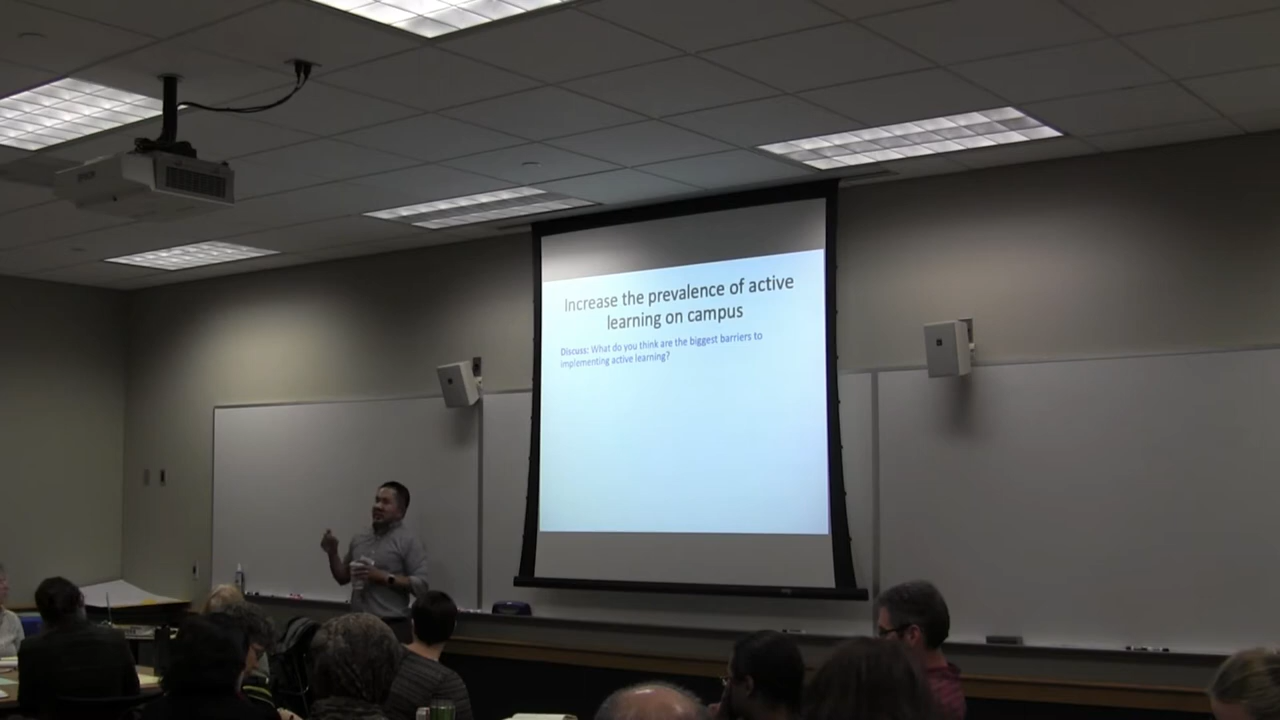 Increase the prevalence of active
learning on campus
Discuss: What do you think are the biggest barriers to
implementing active learning?